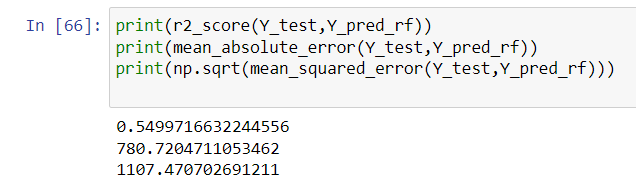 In [66]: print(r2_score(Y_test,Y_pred_rf))
print(mean_absolute_error(Y_test,Y_pred_rf))
print(np.sqrt(mean_squared_error(Y_test,Y_pred_rf)))
0.5499716632244556
780.7204711053462
1107.470702691211